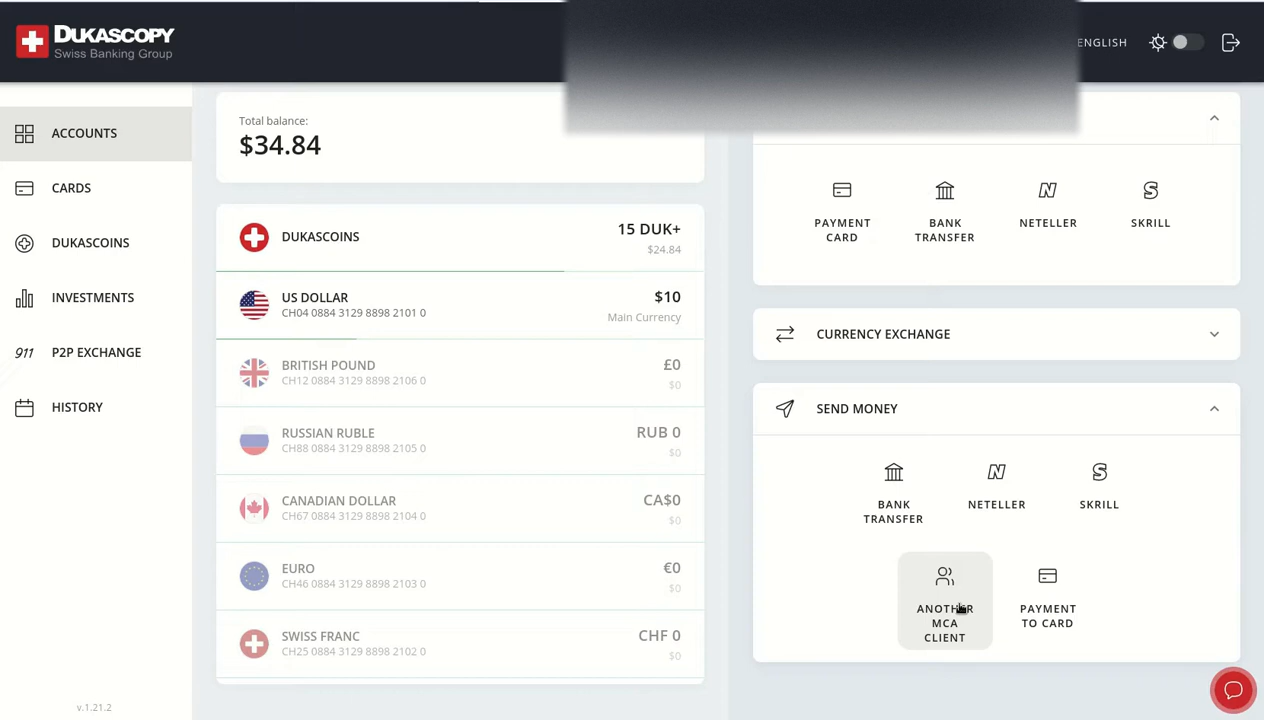 DUKASCOPY
Swiss Banking Group
ENGLISH
ACCOUNTS
CARDS
DUKASCOINS
INVESTMENTS
911 P2P EXCHANGE
HISTORY
v.1.21.2
Total balance:
$34.84
DUKASCOINS
15 DUK+
$24.84
US DOLLAR
CH04 0884 3129 8898 2101 0
$10
Main Currency
BRITISH POUND
CH12 0884 3129 8898 2106 0
£0
$0
RUSSIAN RUBLE
CH88 0884 3129 8898 2105 0
RUB 0
$0
CANADIAN DOLLAR
CH67 0884 3129 8898 2104 0
CA$0
$0
EURO
CH46 0884 3129 8898 2103 0
€0
$0
SWISS FRANC
CH25 0884 3129 8898 2102 0
CHF 0
$0
PAYMENT
CARD
BANK
TRANSFER
N
NETELLER
S
SKRILL
CURRENCY EXCHANGE
SEND MONEY
BANK
TRANSFER
N
NETELLER
S
SKRILL
ANOTHER
MCA
CLIENT
PAYMENT
TO CARD